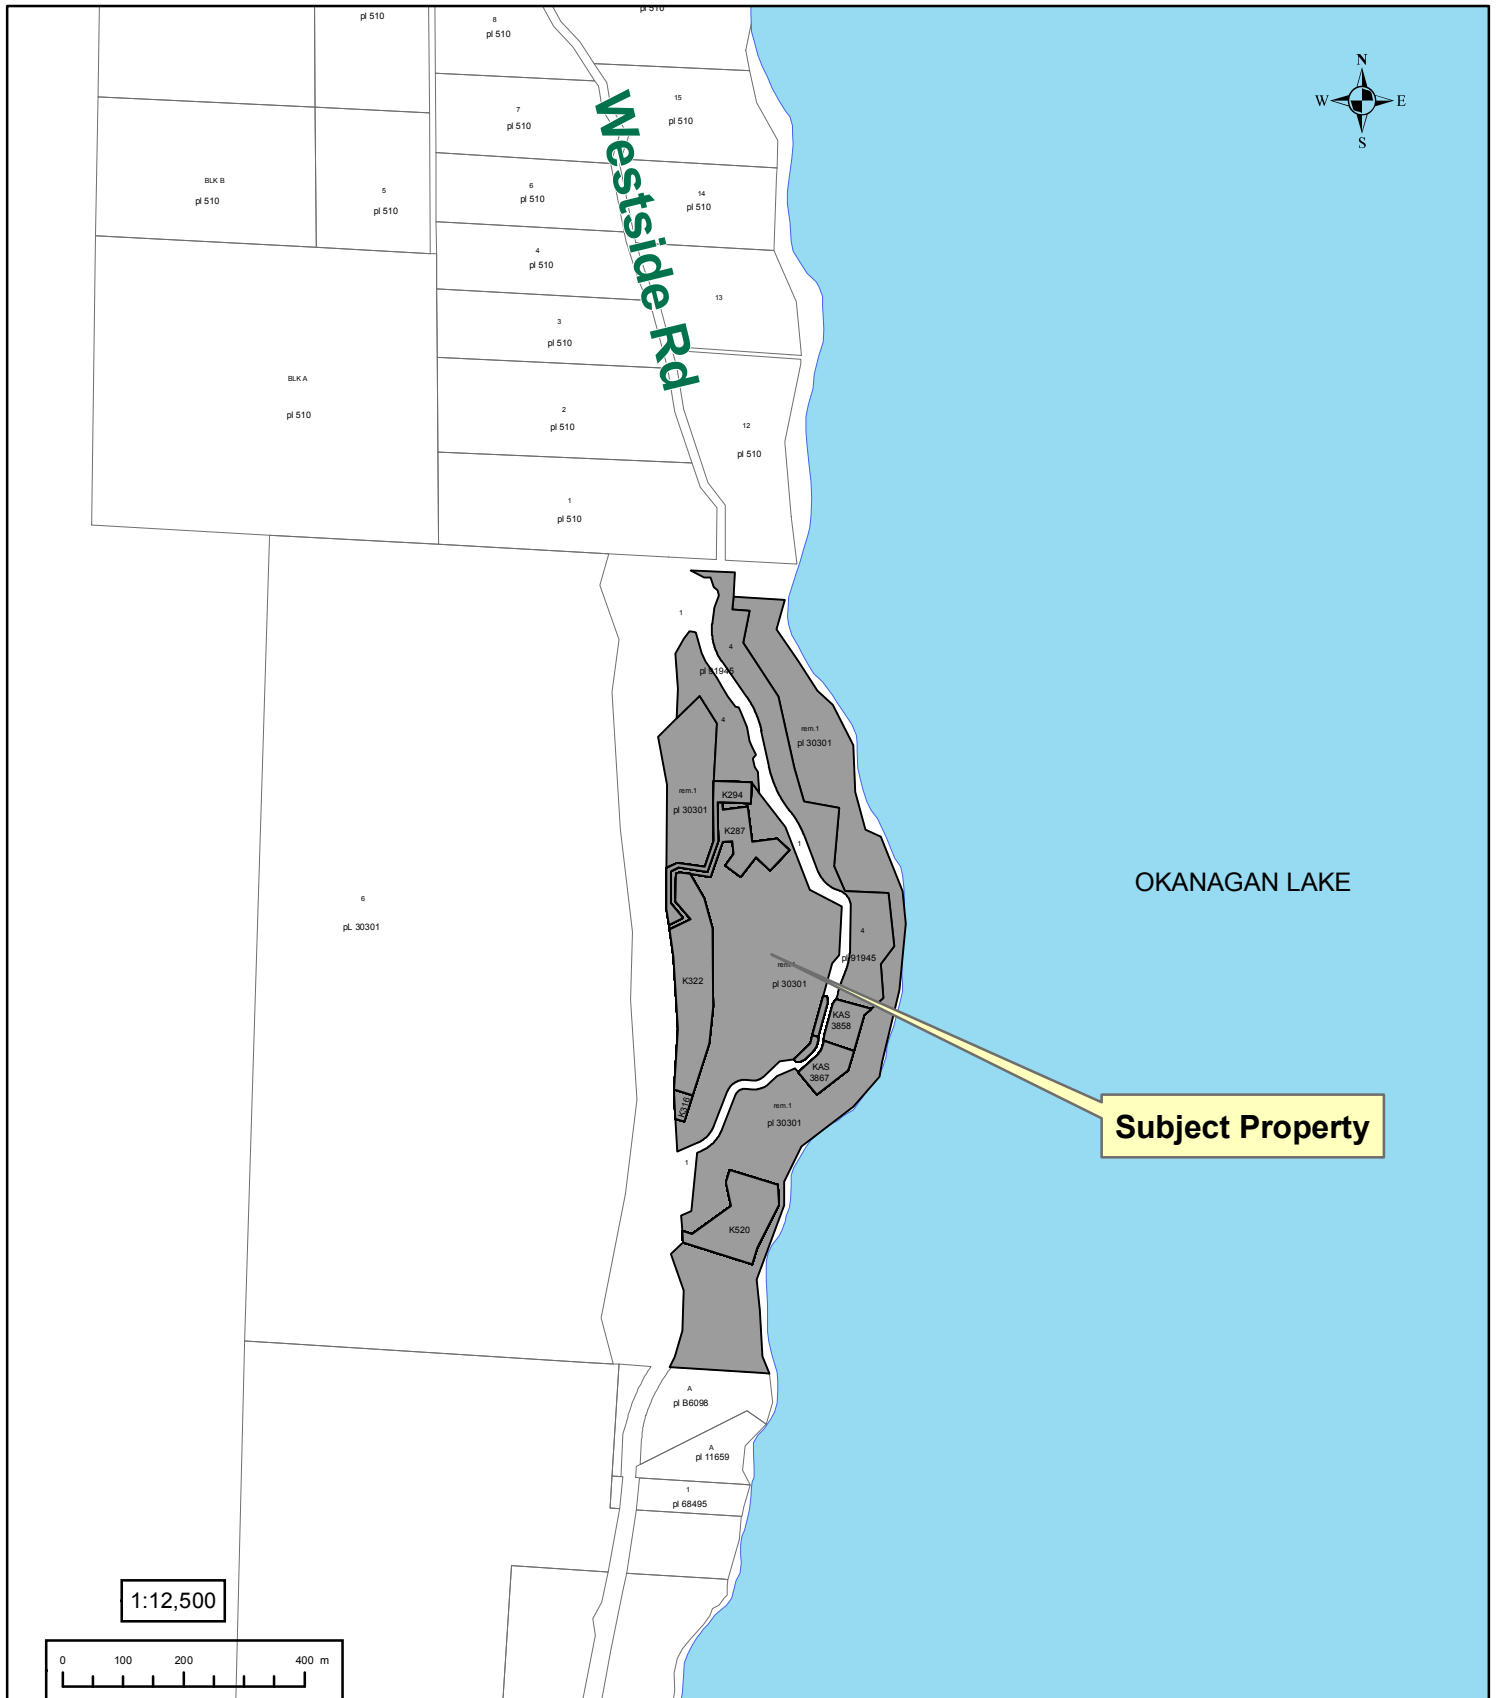 pl 510
8
pl 510
pl 510
N
W
E
S
7
pl 510
15
pl 510
Westside Rd
BLK B
pl 510
5
pl 510
6
pl 510
14
pl 510
4
pl 510
13
3
pl 510
BLK A
pl 510
2
pl 510
12
pl 510
1
pl 510
1
4
pl 91945
4
rem.1
pl 30301
rem.1
pl 30301
K294
K287
1
OKANAGAN LAKE
6
pL 30301
4
pl 91945
rem.1
pl 30301
K322
KAS
3858
KAS
3867
K316
rem.1
pl 30301
Subject Property
1
K520
A
pl B6098
A
pl 11659
1
pl 68495
1:12,500
0 100 200 400 m